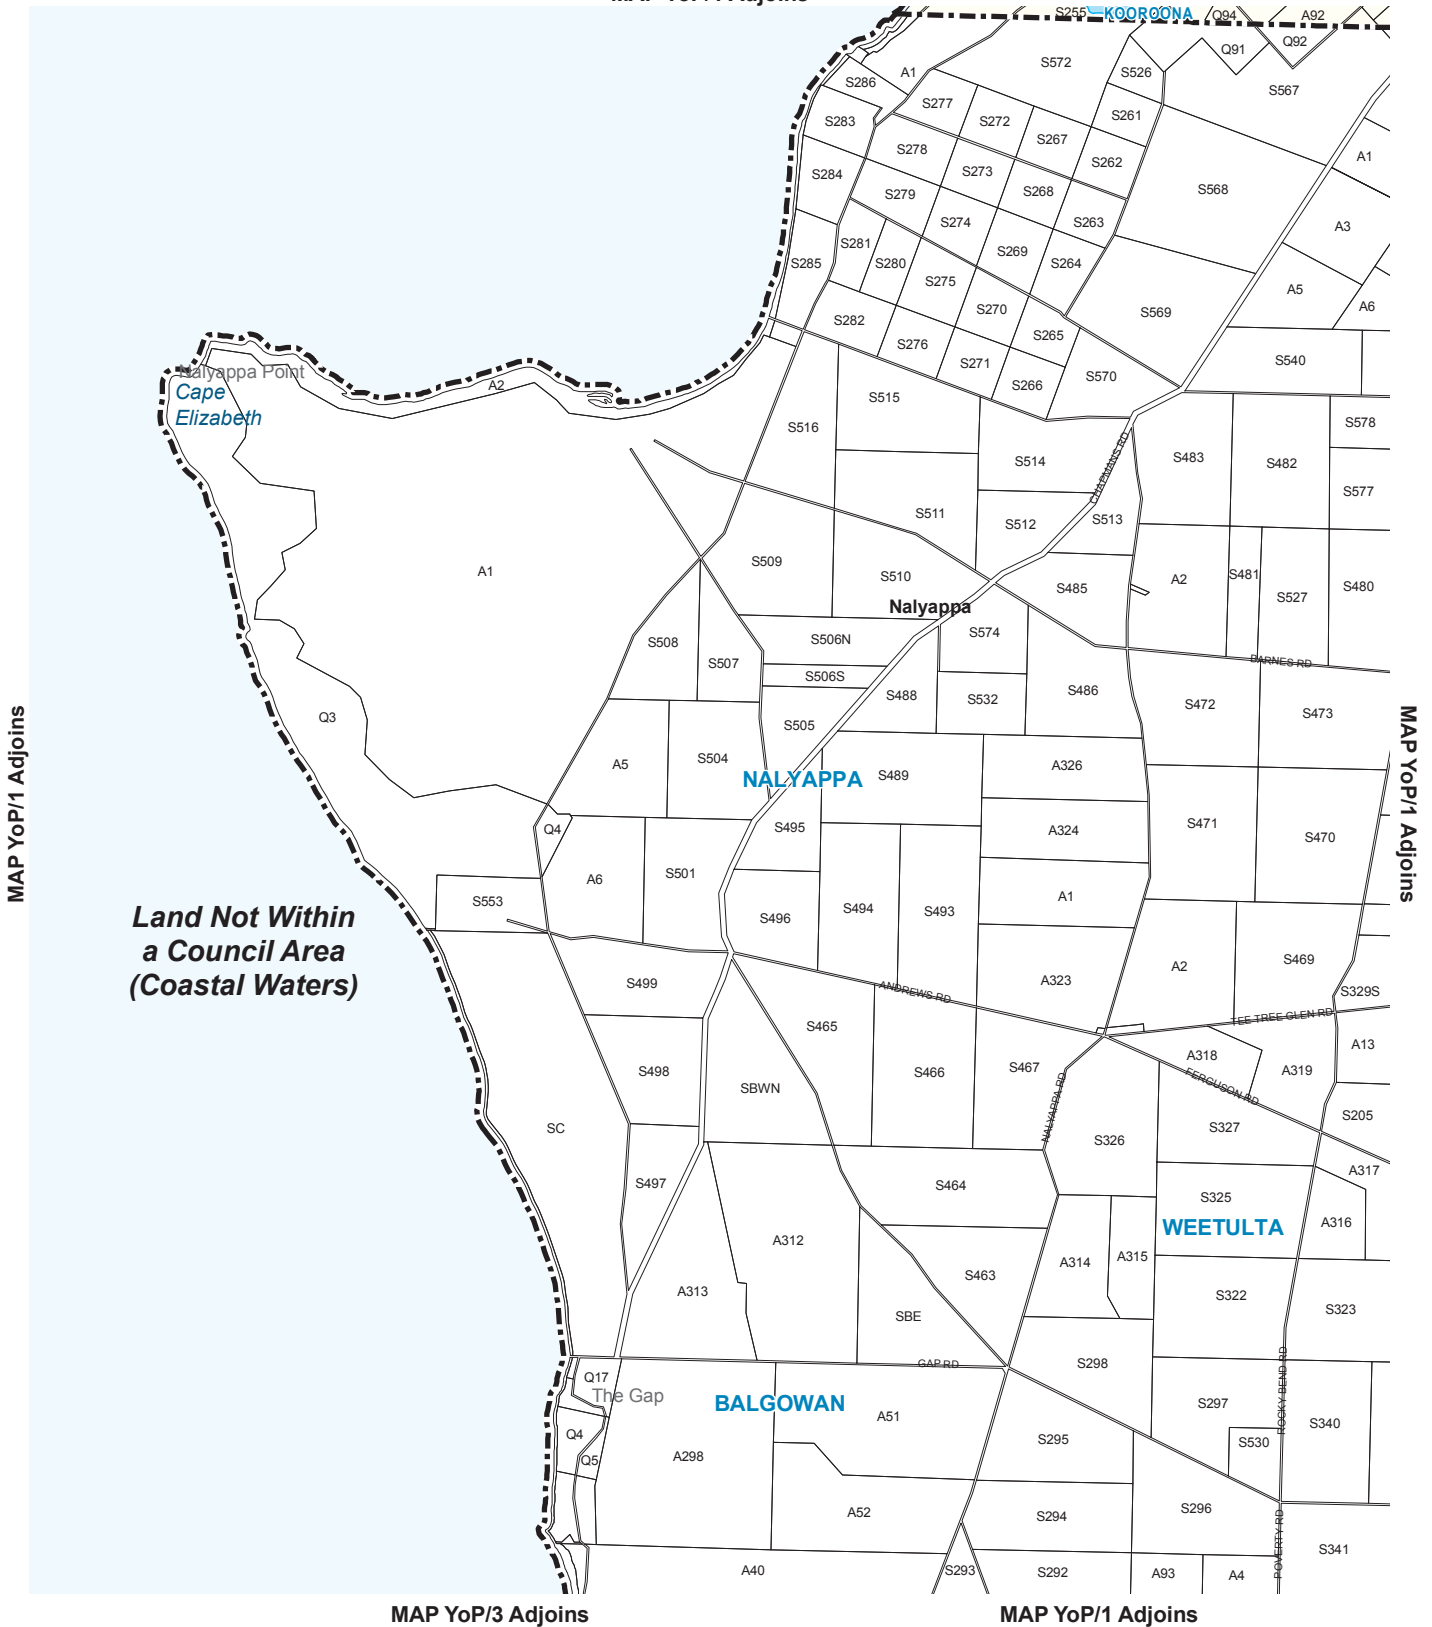 S255
KOOROONA
Q94
A92
Q91
Q92
S572
S526
S567
A1
S286
S277
S283
S272
S261
S267
S278
A1
S262
S273
S284
S268
S568
S279
S274
S263
A3
S281
S269
S280
S264
S285
S275
A5
A6
S270
S282
S569
S265
S276
S540
S271
S570
S266
Nalyappa Point
A2
Cape
Elizabeth
S515
S516
S578
S483
S514
S482
CHAPMANS RD
S577
S511
S512
S513
S509
A1
S510
A2
S481
S480
S485
S527
Nalyappa
S574
S506N
S508
S507
BARNES RD
S506S
S488
S532
S486
S472
S473
Q3
S505
MAP YoP/1 Adjoins
MAP YoP/1 Adjoins
A5
S504
NALYAPPA
S489
A326
S495
A324
S471
S470
Q4
A6
S501
S553
A1
S496
S494
S493
Land Not Within
a Council Area
(Coastal Waters)
S499
A323
A2
S469
ANDREWS RD
S329S
S465
TEE TREE GLEN RD
S498
SBWN
S466
S467
A318
A319
A13
FERGUSON RD
NALYAPPA RD
SC
S205
S327
S326
A317
S497
S464
S325
WEETULTA
A316
A312
A314
A315
A313
S463
S322
S323
SBE
GAP RD
S298
Q17
The Gap
BALGOWAN
A51
S297
ROCKY BEND RD
S340
Q4
S295
S530
Q5
A298
A52
S294
S296
POVERTY RD
S341
A40
S293
S292
A93
A4
MAP YoP/3 Adjoins
MAP YoP/1 Adjoins